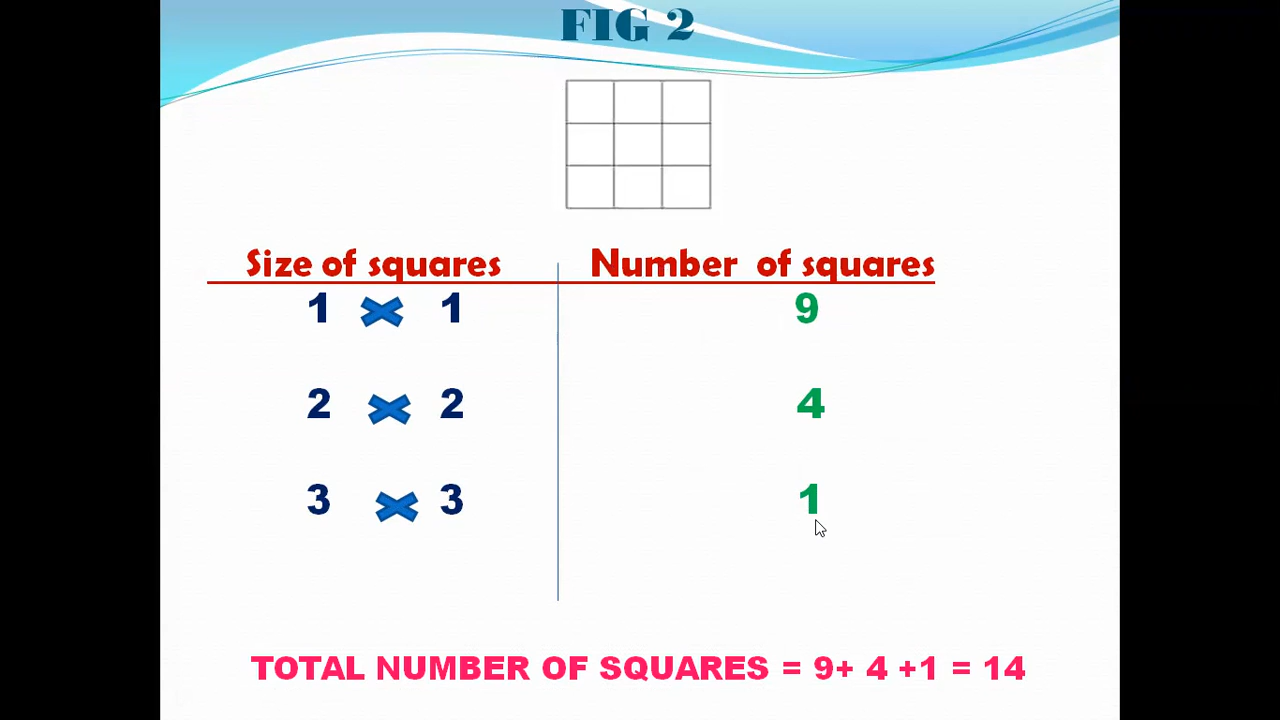 FIG 2
Size of squares Number of squares
1 × 1 9
2 × 2 4
3 × 3 1
TOTAL NUMBER OF SQUARES = 9+ 4 +1 = 14